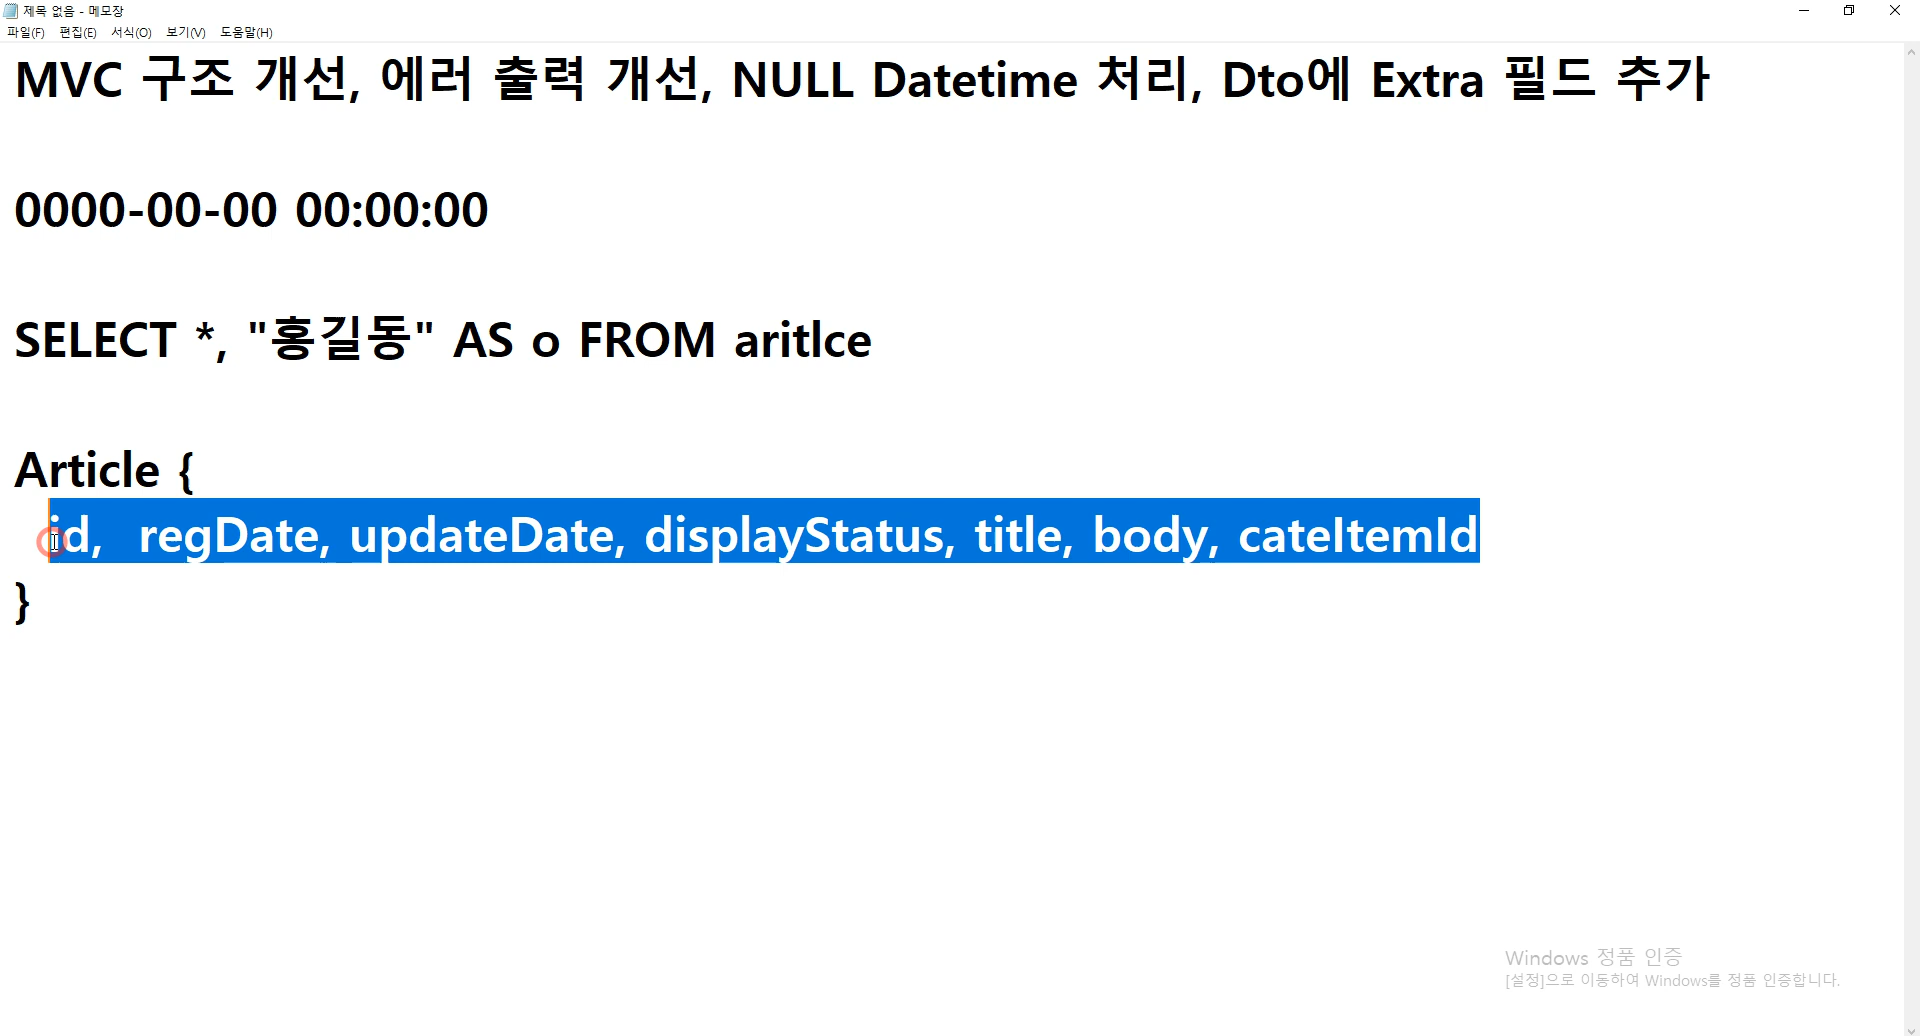 제목 없음 - 메모장
파일(F) 편집(E) 서식(O) 보기(V) 도움말(H)
MVC 구조 개선, 에러 출력 개선, NULL Datetime 처리, Dto에 Extra 필드 추가
0000-00-00 00:00:00
SELECT *, "홍길동" AS o FROM aritlce
Article {
id, regDate, updateDate, displayStatus, title, body, cateItemId
}
Windows 정품 인증
[설정]으로 이동하여 Windows를 정품 인증합니다.